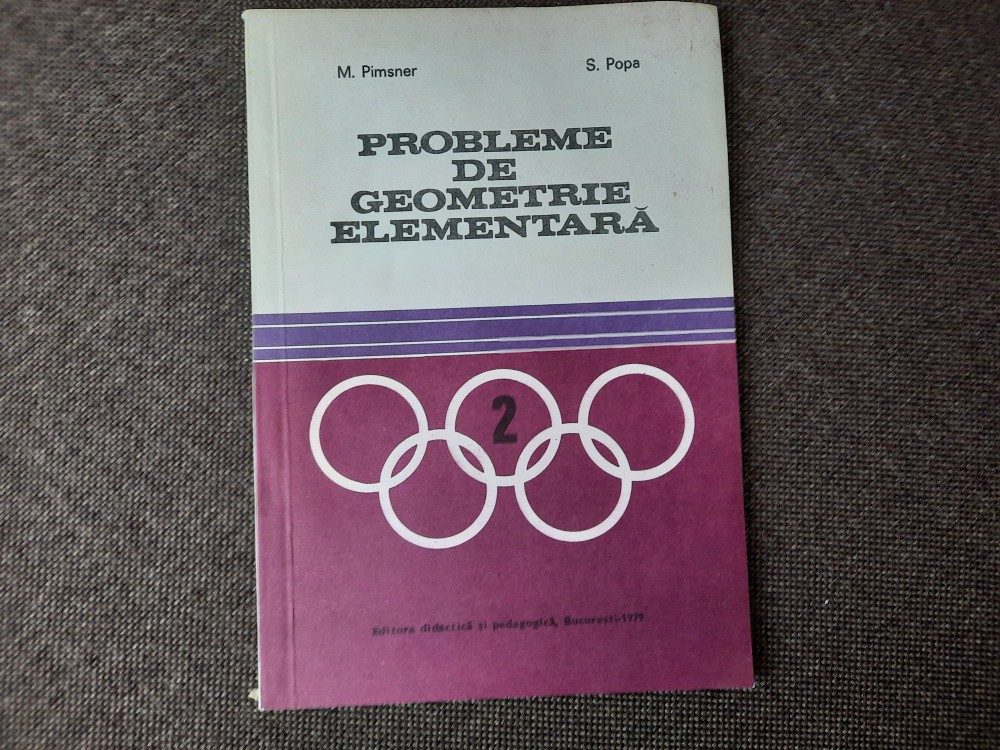 M. Pimsner S. Popa
PROBLEME
DE
GEOMETRIE
ELEMENTARĂ
2
Editura didactică și pedagogică, București-1979